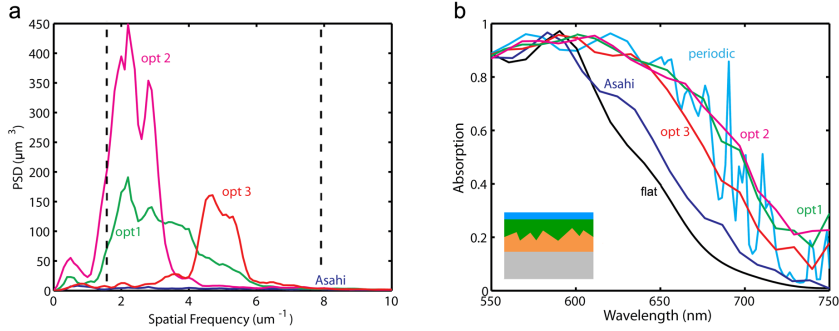 a
450
400
350
300
250
200
150
100
50
0
PSD (µm⁻³)
opt 2
opt1
opt 3
Asahi
0
2
4
6
8
10
Spatial Frequency (um⁻¹)
b
1
0.8
0.6
0.4
0.2
0
Absorption
periodic
Asahi
opt 3
opt 2
flat
opt1
550
600
650
700
750
Wavelength (nm)